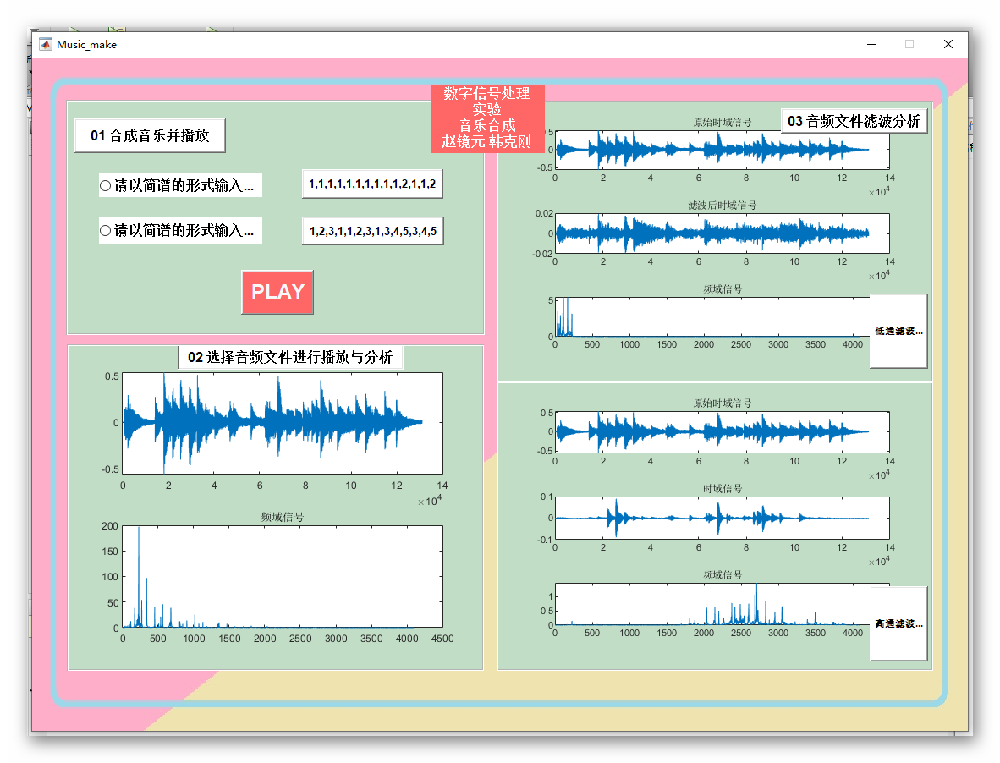 Music_make
数字信号处理
实验
音乐合成
赵镜元 韩克刚
01 合成音乐并播放
请以简谱的形式输入...
1,1,1,1,1,1,1,1,1,1,2,1,1,2
请以简谱的形式输入...
1,2,3,1,1,2,3,1,3,4,5,3,4,5
PLAY
02 选择音频文件进行播放与分析
0.5
0
-0.5
0 2 4 6 8 10 12 14
×10^4
频域信号
200
150
100
50
0
0 500 1000 1500 2000 2500 3000 3500 4000 4500
03 音频文件滤波分析
原始时域信号
0.5
0
-0.5
0 2 4 6 8 10 12 14
×10^4
滤波后时域信号
0.02
0
-0.02
0 2 4 6 8 10 12 14
×10^4
频域信号
5
0
0 500 1000 1500 2000 2500 3000 3500 4000
低通滤波...
原始时域信号
0.5
0
-0.5
0 2 4 6 8 10 12 14
×10^4
时域信号
0.1
0
-0.1
0 2 4 6 8 10 12 14
×10^4
频域信号
1
0.5
0
0 500 1000 1500 2000 2500 3000 3500 4000
高通滤波...